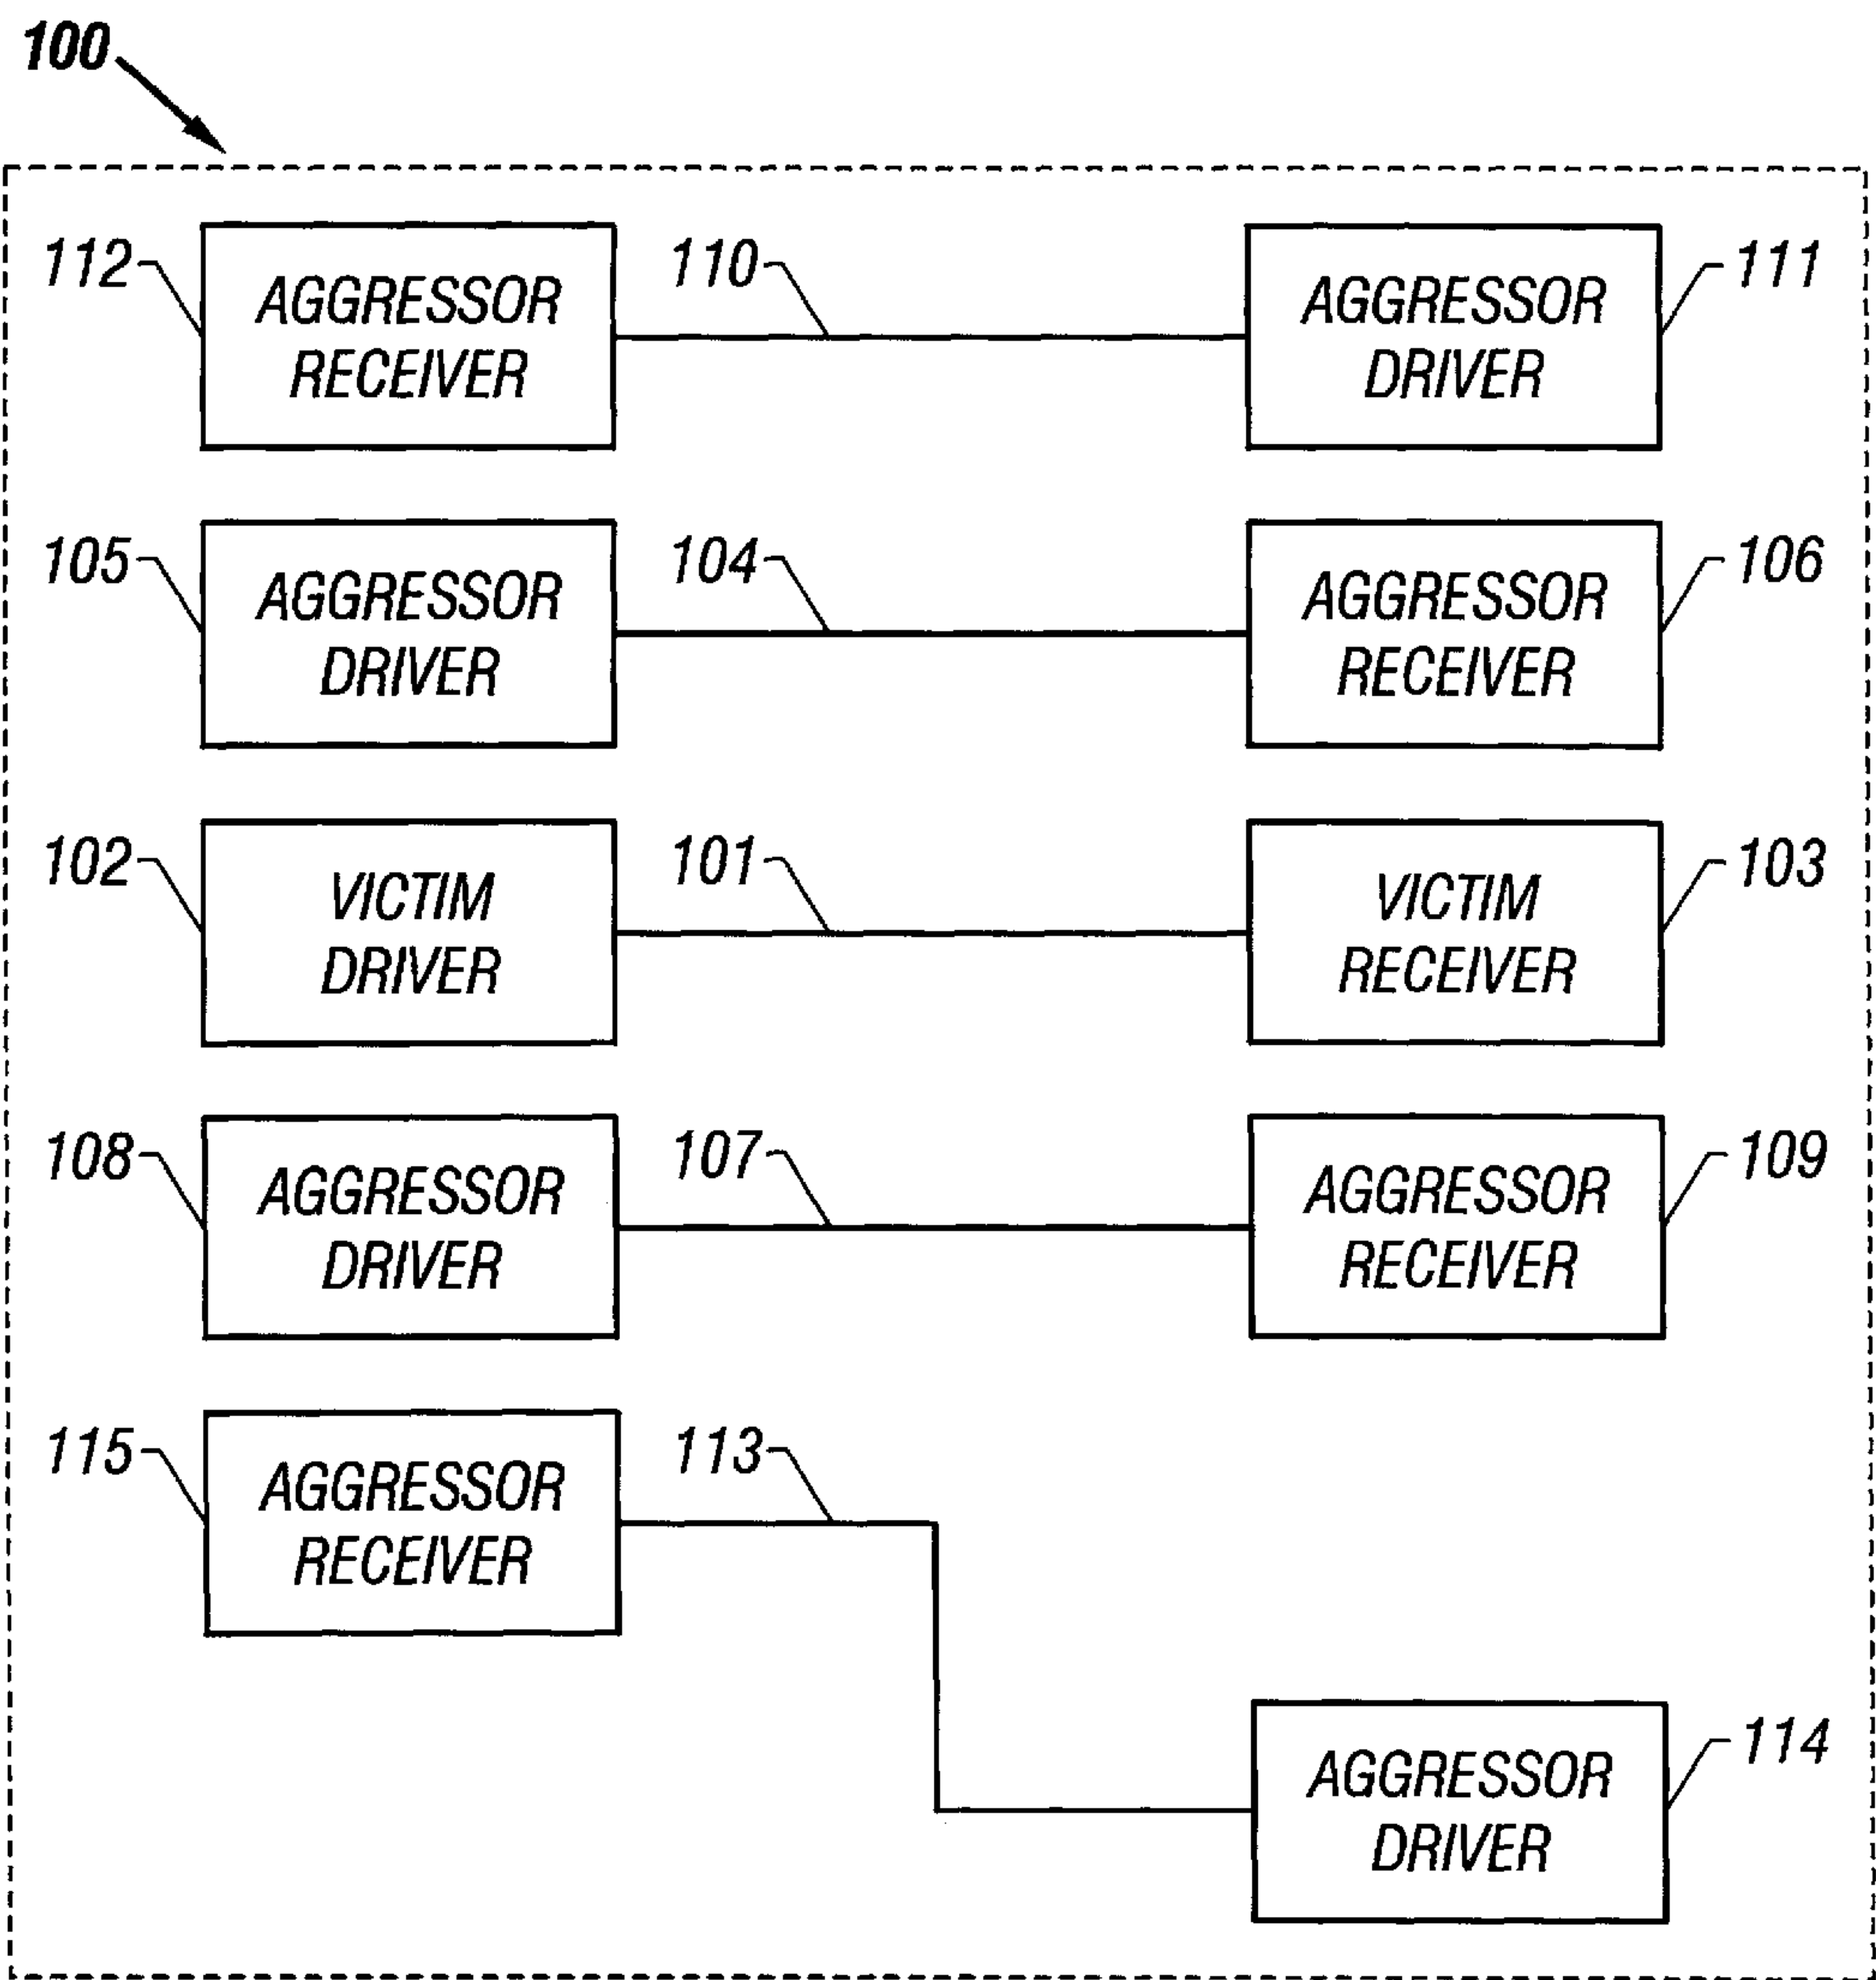 100
112
AGGRESSOR
RECEIVER
110
AGGRESSOR
DRIVER
111
105
AGGRESSOR
DRIVER
104
AGGRESSOR
RECEIVER
106
102
VICTIM
DRIVER
101
VICTIM
RECEIVER
103
108
AGGRESSOR
DRIVER
107
AGGRESSOR
RECEIVER
109
115
AGGRESSOR
RECEIVER
113
AGGRESSOR
DRIVER
114